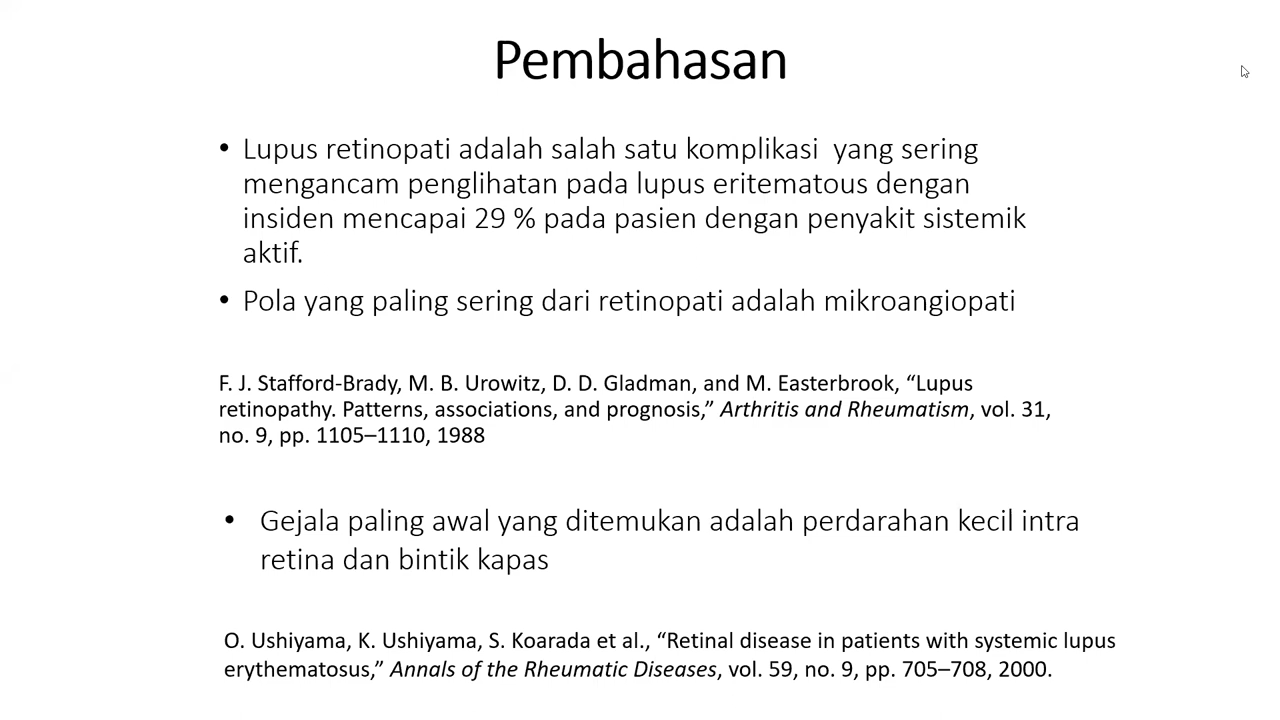 Pembahasan
• Lupus retinopati adalah salah satu komplikasi  yang sering
mengancam penglihatan pada lupus eritematous dengan
insiden mencapai 29 % pada pasien dengan penyakit sistemik
aktif.
• Pola yang paling sering dari retinopati adalah mikroangiopati
F. J. Stafford-Brady, M. B. Urowitz, D. D. Gladman, and M. Easterbrook, “Lupus
retinopathy. Patterns, associations, and prognosis,” Arthritis and Rheumatism, vol. 31,
no. 9, pp. 1105–1110, 1988
• Gejala paling awal yang ditemukan adalah perdarahan kecil intra
retina dan bintik kapas
O. Ushiyama, K. Ushiyama, S. Koarada et al., “Retinal disease in patients with systemic lupus
erythematosus,” Annals of the Rheumatic Diseases, vol. 59, no. 9, pp. 705–708, 2000.